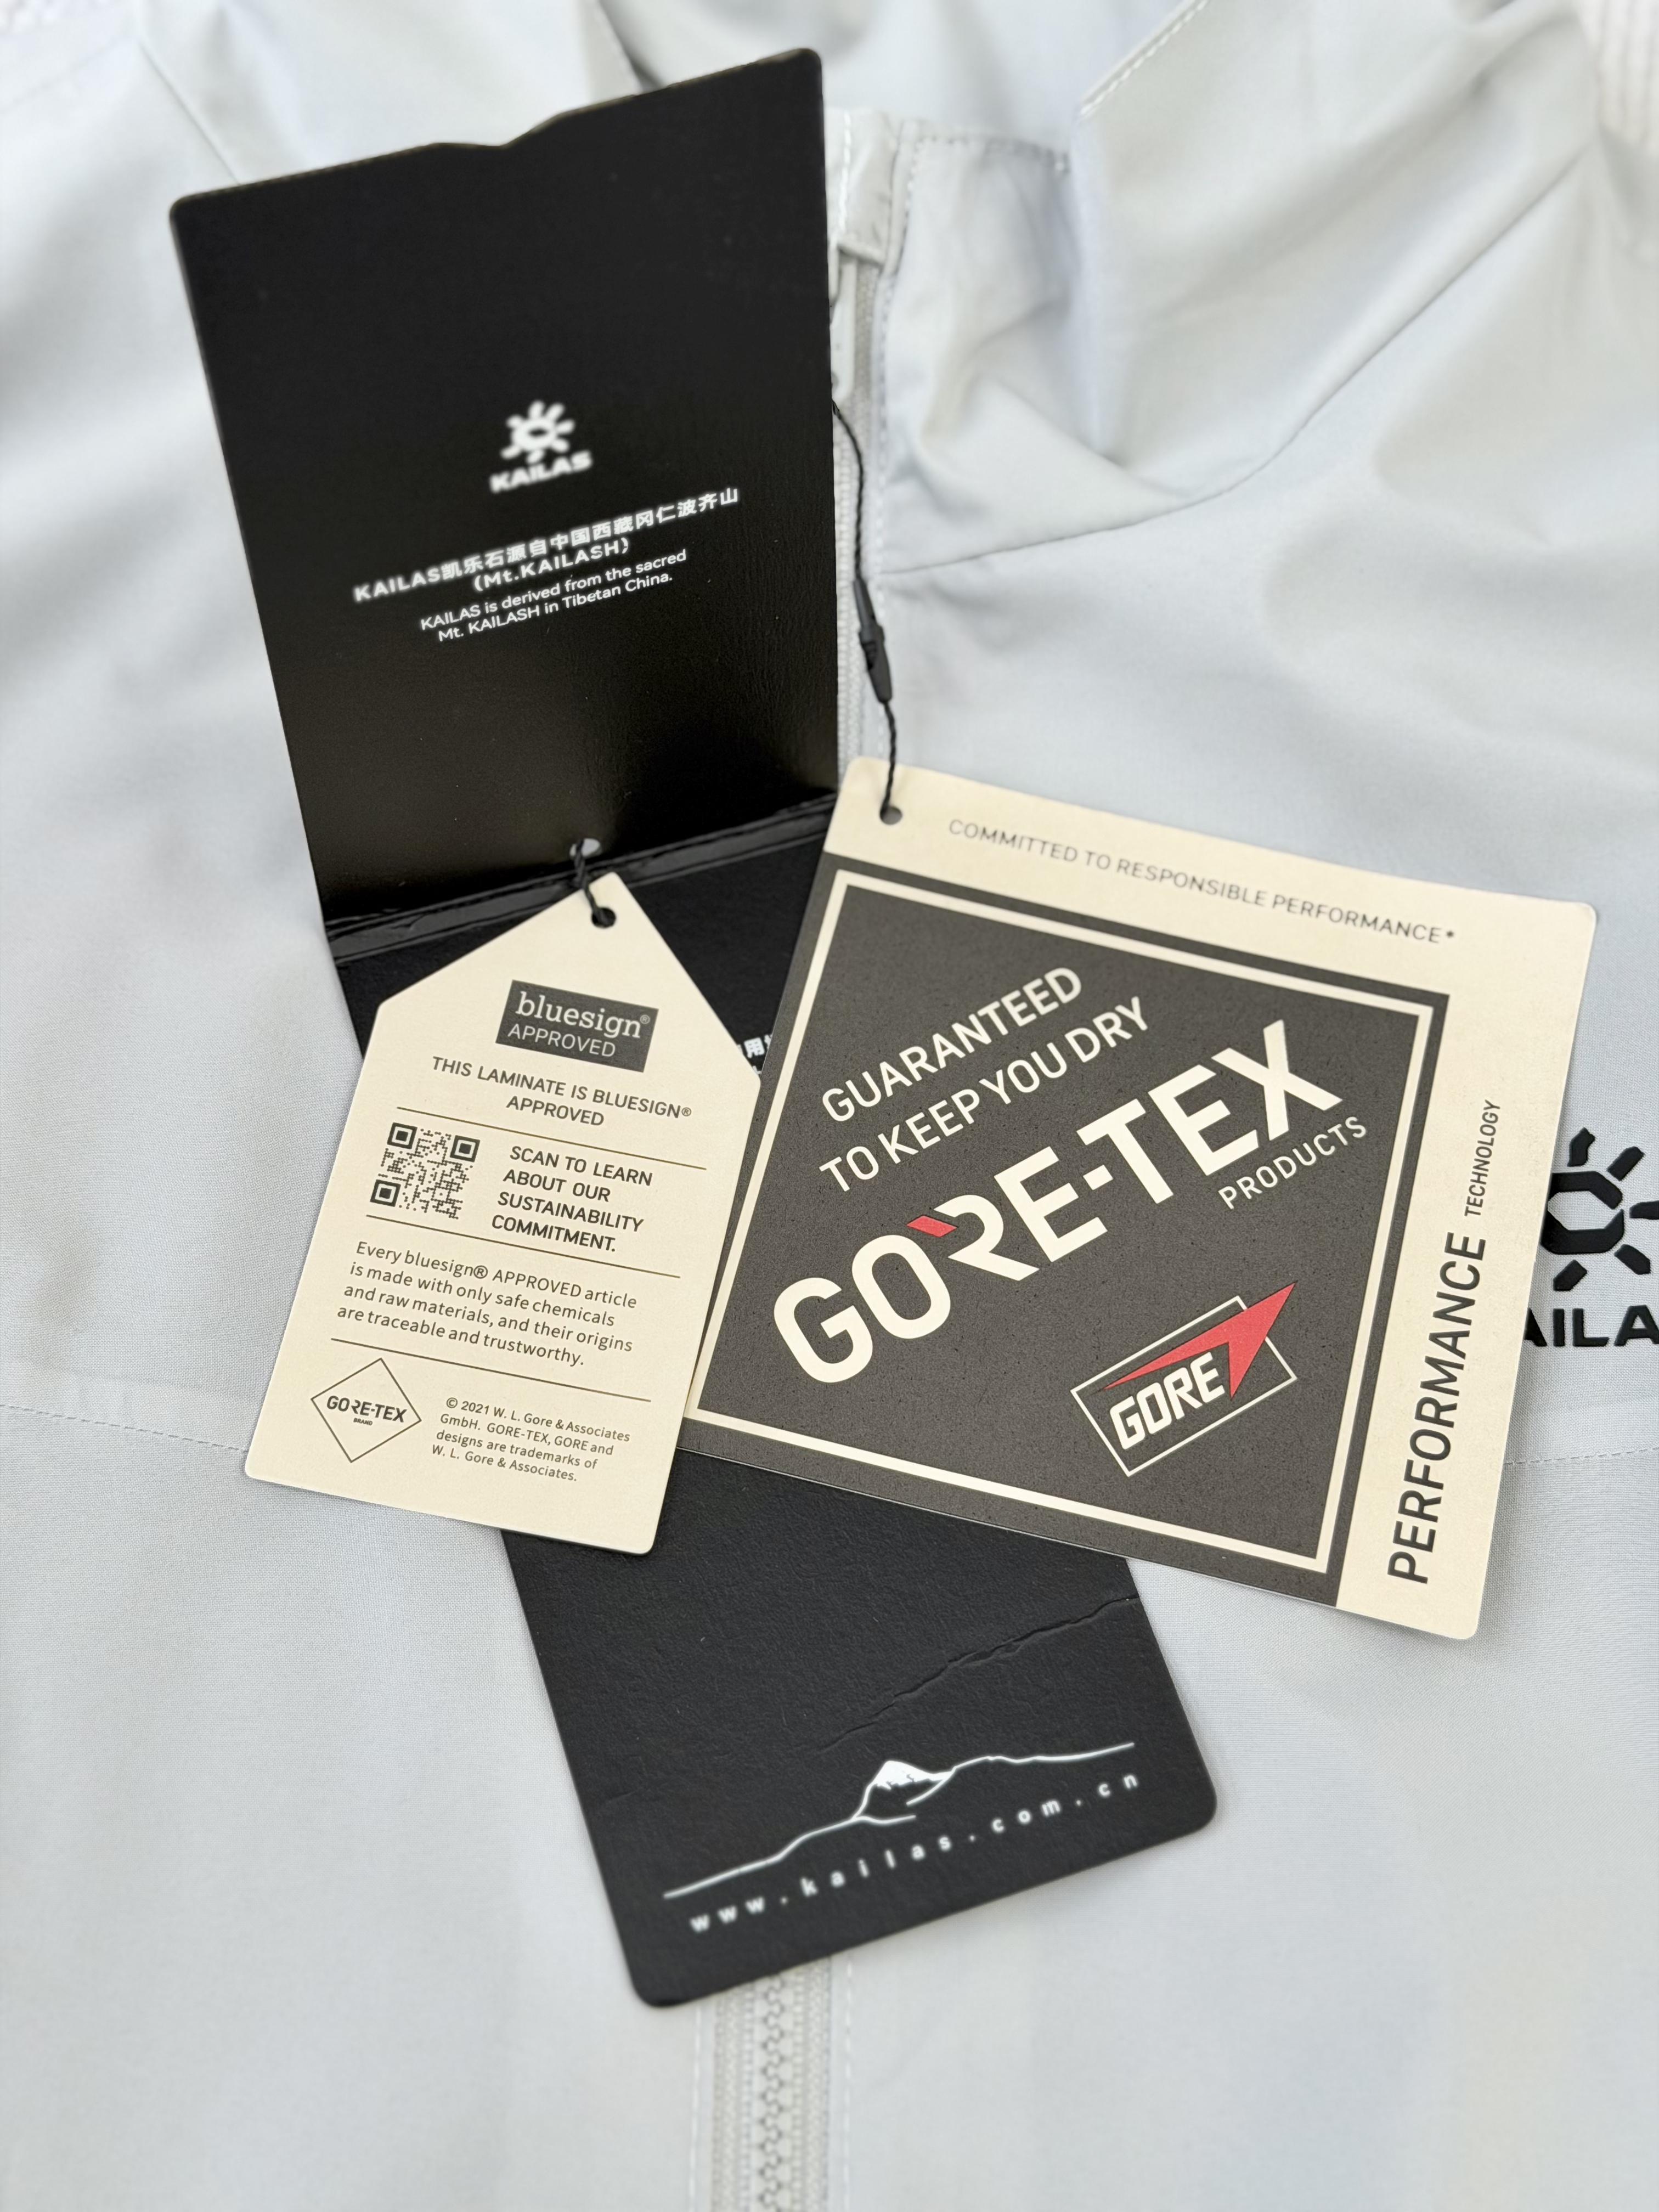 KAILAS
KAILAS凯乐石源自中国西藏冈仁波齐山
(Mt.KAILASH)
KAILAS is derived from the sacred
Mt. KAILASH in Tibetan China.
COMMITTED TO RESPONSIBLE PERFORMANCE*
GUARANTEED
TO KEEP YOU DRY
GORE-TEX
PRODUCTS
GORE
PERFORMANCE TECHNOLOGY
bluesign®
APPROVED
THIS LAMINATE IS BLUESIGN®
APPROVED
SCAN TO LEARN
ABOUT OUR
SUSTAINABILITY
COMMITMENT.
Every bluesign® APPROVED article
is made with only safe chemicals
and raw materials, and their origins
are traceable and trustworthy.
GORE-TEX
BRAND
© 2021 W. L. Gore & Associates
GmbH. GORE-TEX, GORE and
designs are trademarks of
W. L. Gore & Associates.
www.kailas.com.cn